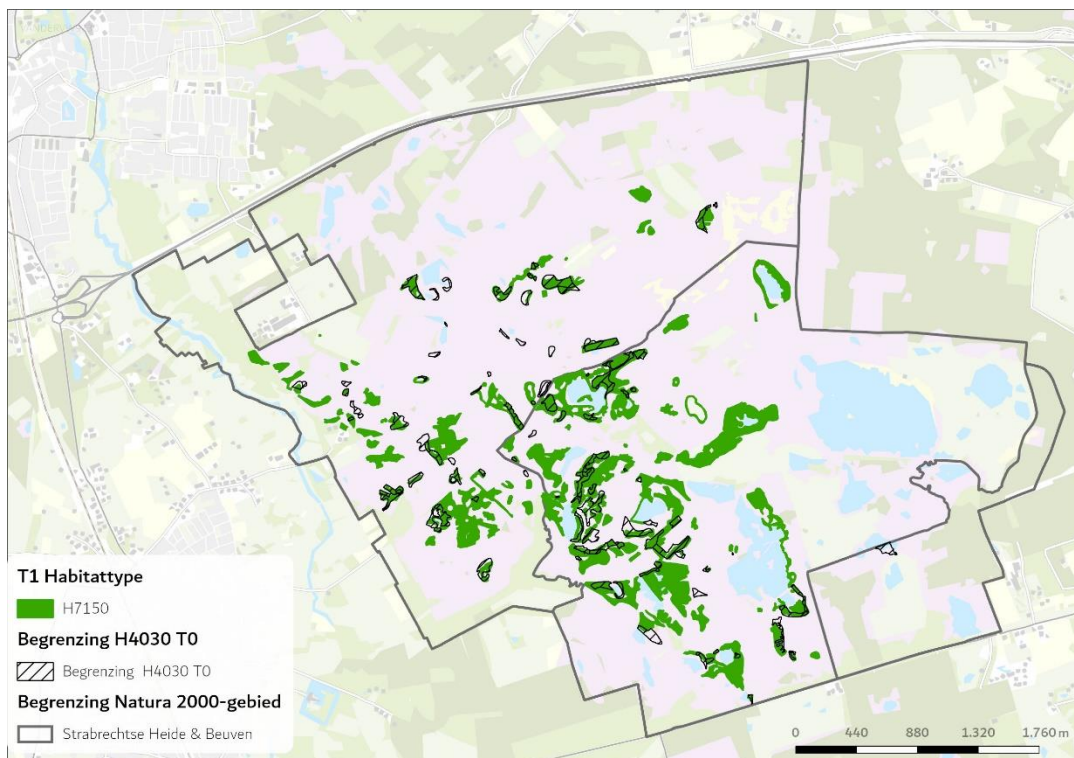 T1 Habitattype
H7150
Begrenzing H4030 T0
Begrenzing H4030 T0
Begrenzing Natura 2000-gebied
Strabrechtse Heide & Beuven
0 440 880 1.320 1.760 m